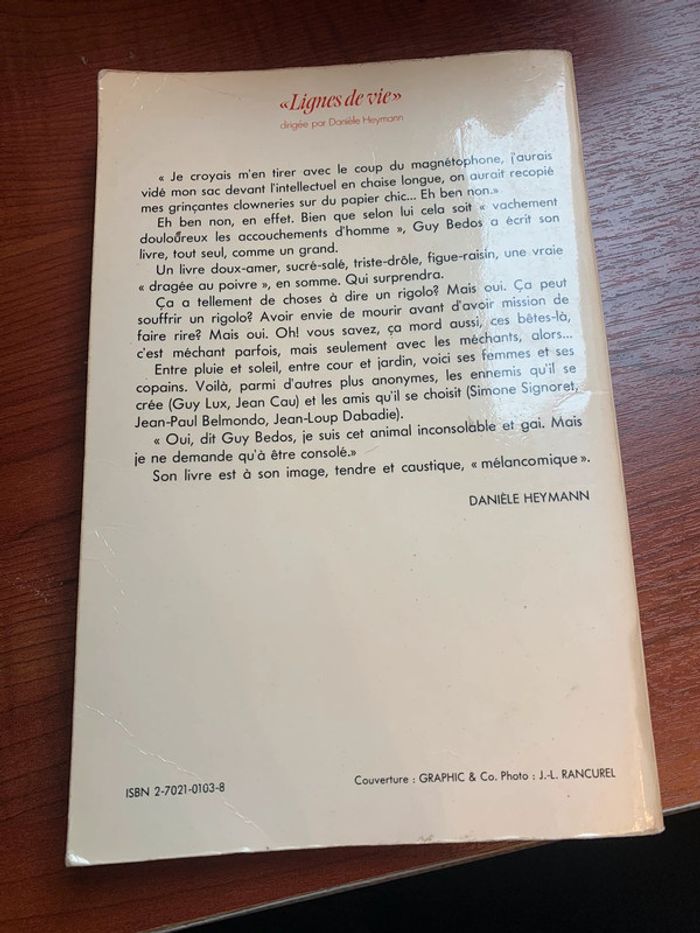 «Lignes de vie»
dirigée par Danièle Heymann
« Je croyais m'en tirer avec le coup du magnétophone, j'aurais
vidé mon sac devant l'intellectuel en chaise longue, on aurait recopié
mes grinçantes clowneries sur du papier chic... Eh ben non.»
Eh ben non, en effet. Bien que selon lui cela soit « vachement
douloureux les accouchements d'homme », Guy Bedos a écrit son
livre, tout seul, comme un grand.
Un livre doux-amer, sucré-salé, triste-drôle, figue-raisin, une vraie
« dragée au poivre », en somme. Qui surprendra.
Ça a tellement de choses à dire un rigolo? Mais oui. Ça peut
souffrir un rigolo? Avoir envie de mourir avant d'avoir mission de
faire rire? Mais oui. Oh! vous savez, ça mord aussi, ces bêtes-là,
c'est méchant parfois, mais seulement avec les méchants, alors...
Entre pluie et soleil, entre cour et jardin, voici ses femmes et ses
copains. Voilà, parmi d'autres plus anonymes, les ennemis qu'il se
crée (Guy Lux, Jean Cau) et les amis qu'il se choisit (Simone Signoret,
Jean-Paul Belmondo, Jean-Loup Dabadie).
« Oui, dit Guy Bedos, je suis cet animal inconsolable et gai. Mais
je ne demande qu'à être consolé.»
Son livre est à son image, tendre et caustique, « mélancomique ».
DANIÈLE HEYMANN
ISBN 2-7021-0103-8
Couverture : GRAPHIC & Co. Photo : J.-L. RANCUREL